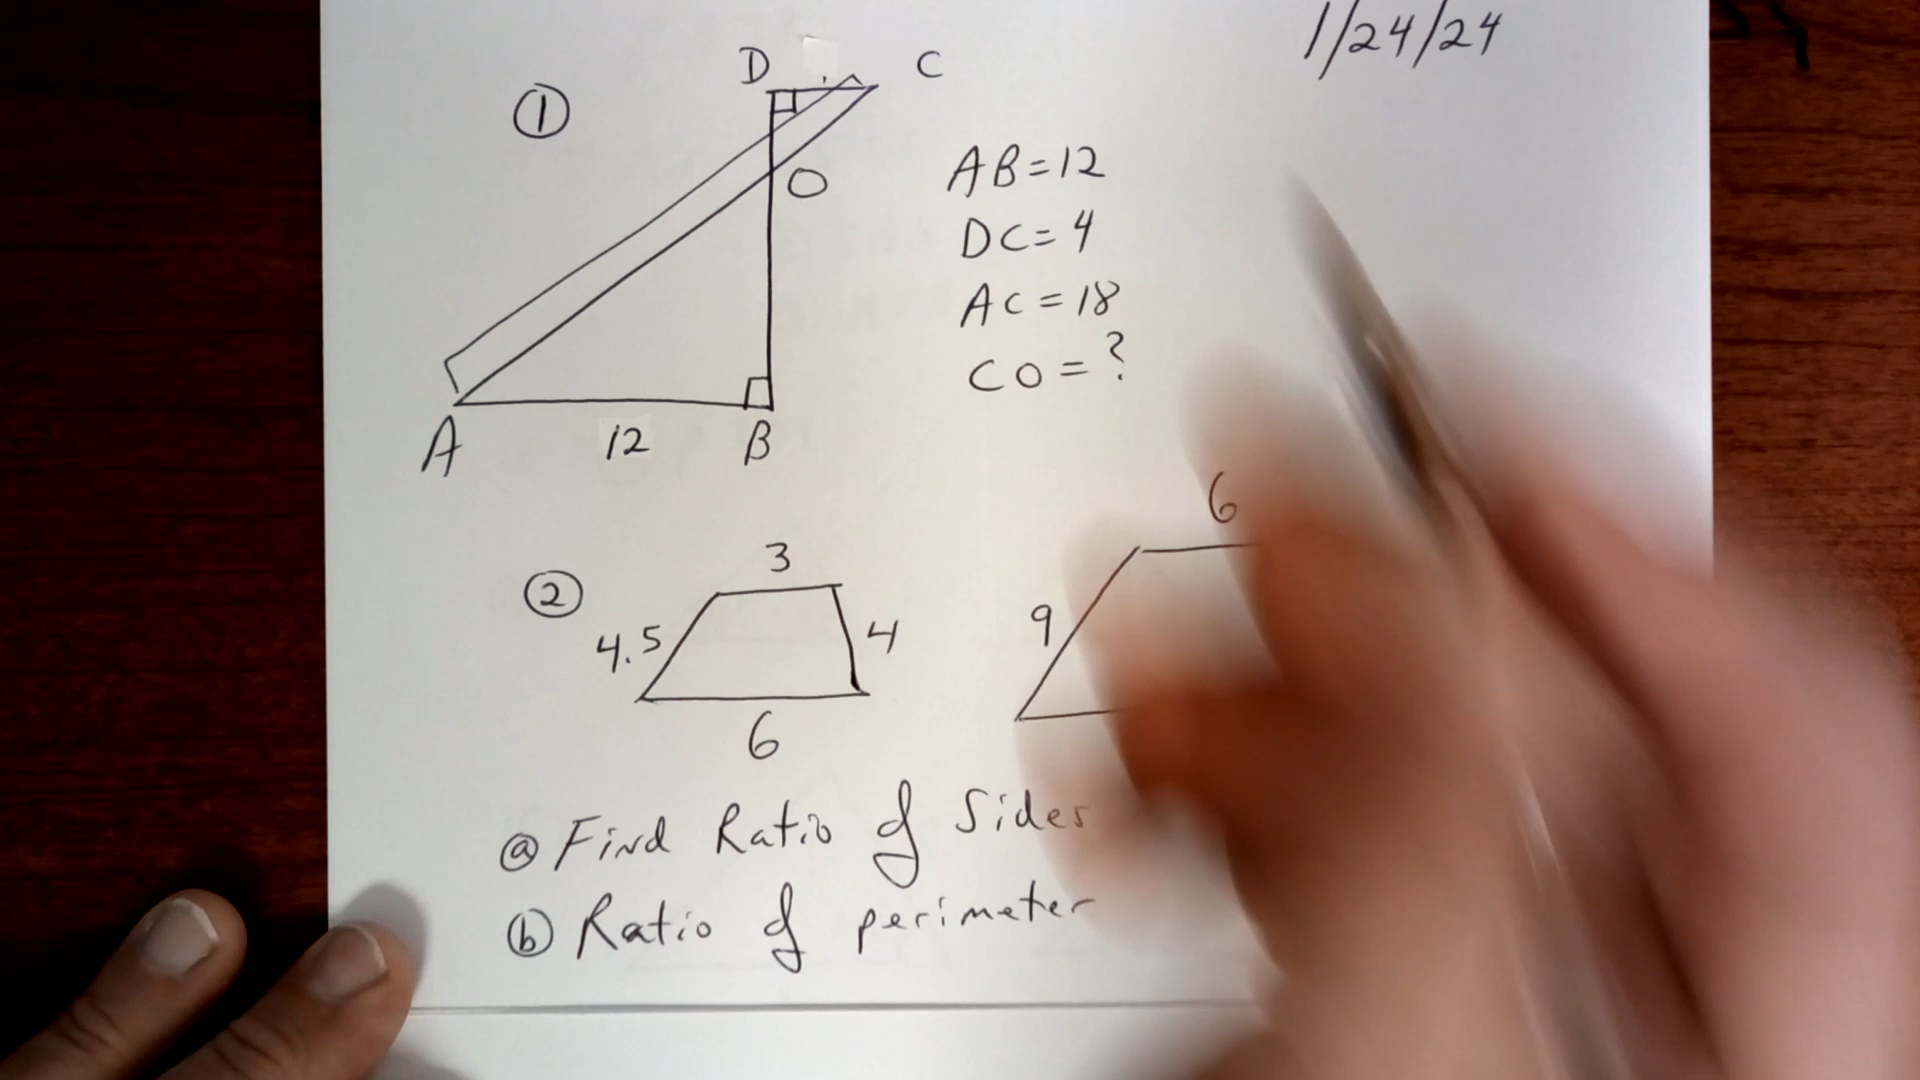 1/24/24
①
D C
O
A 12 B
AB=12
DC=4
AC=18
CO=?
②
3
4.5 4
6
6
9
ⓐ Find Ratio of Sides
ⓑ Ratio of perimeter